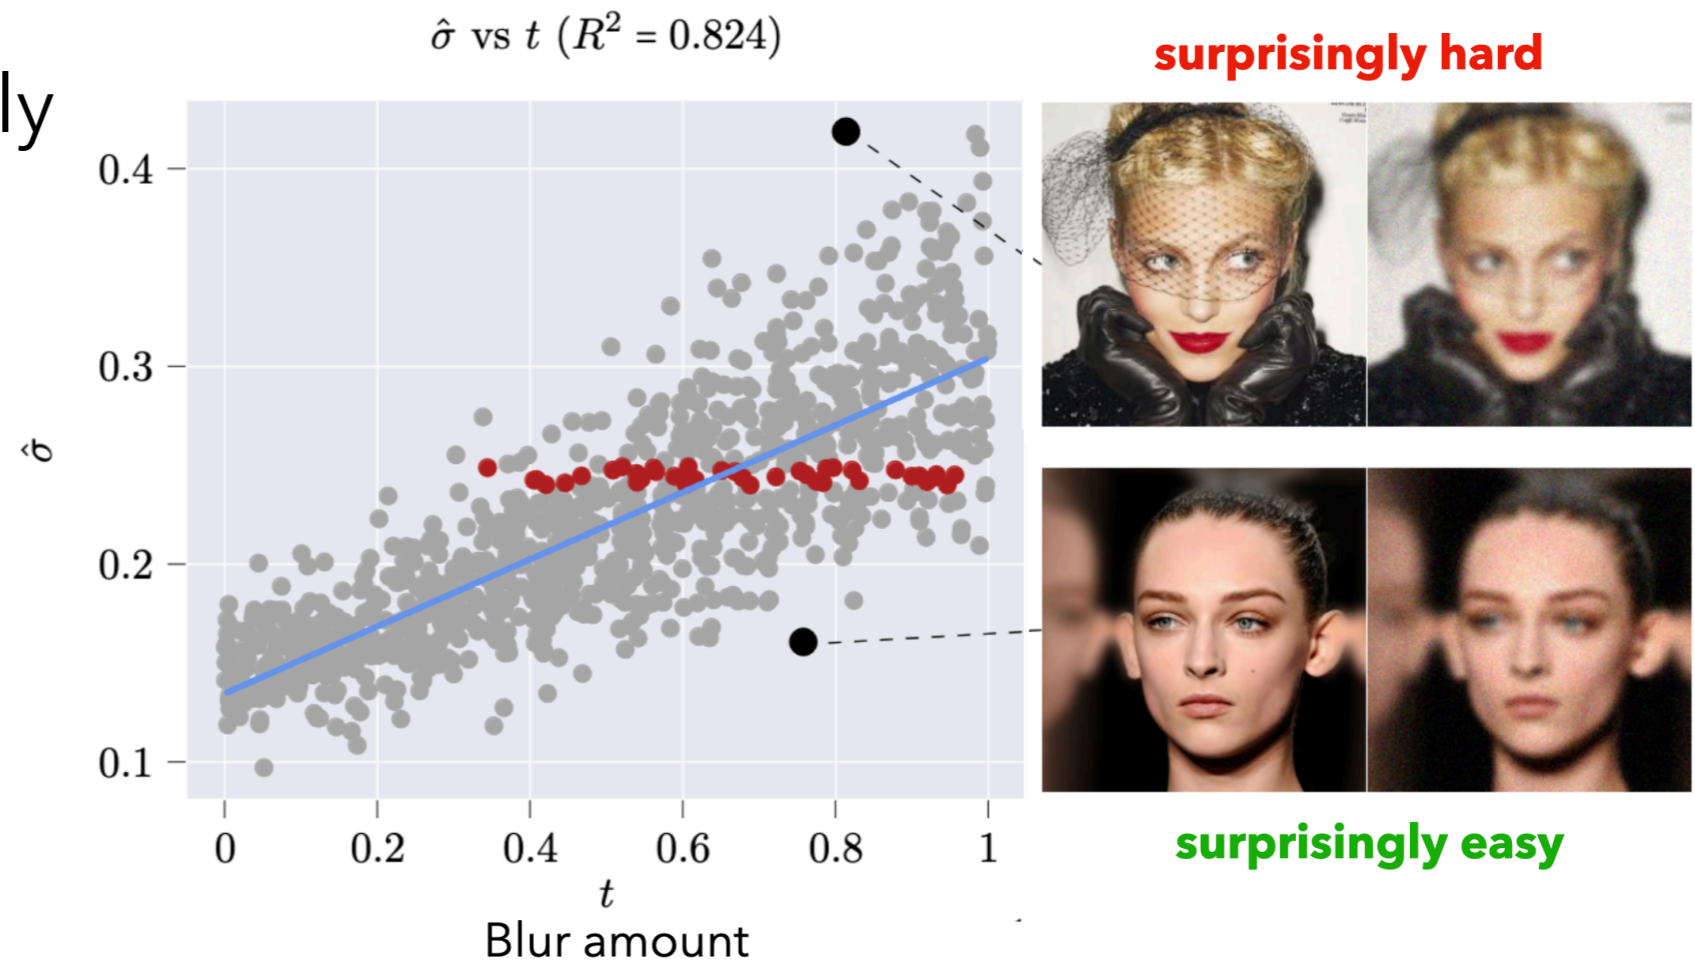 ly
σ̂ vs t (R² = 0.824)
surprisingly hard
0.4
0.3
0.2
0.1
σ̂
0 0.2 0.4 0.6 0.8 1
t
Blur amount
surprisingly easy